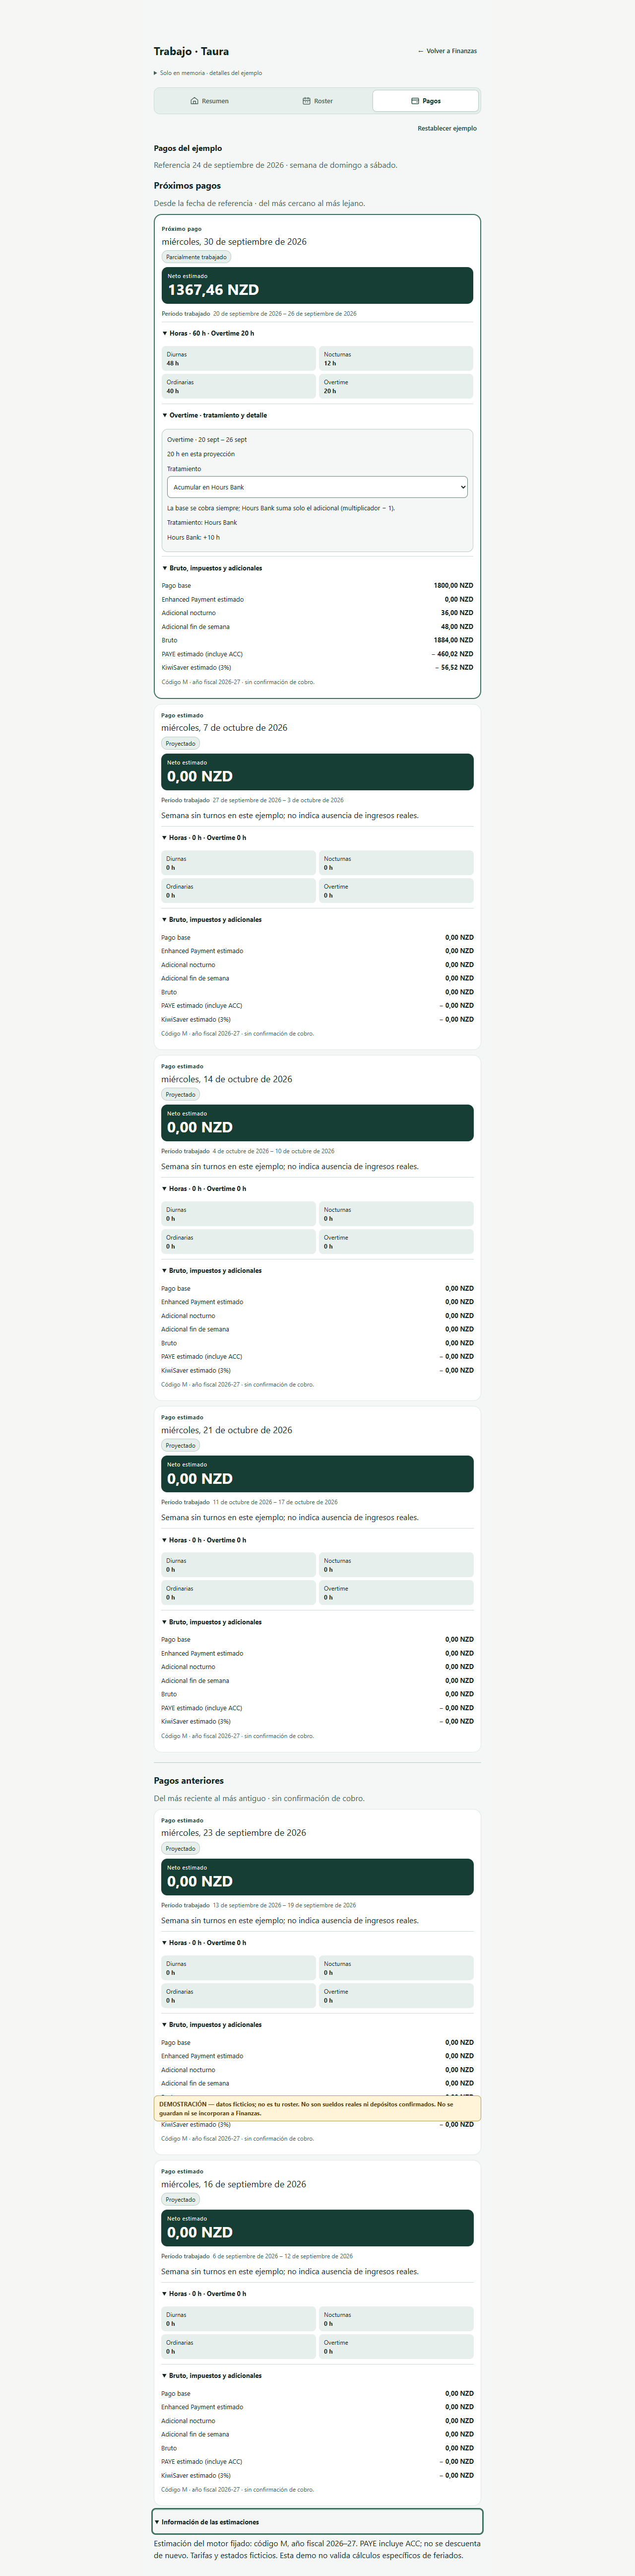 Trabajo · Taura
← Volver a Finanzas
▶ Solo en memoria · detalles del ejemplo
Resumen
Roster
Pagos
Restablecer ejemplo
Pagos del ejemplo
Referencia 24 de septiembre de 2026 · semana de domingo a sábado.
Próximos pagos
Desde la fecha de referencia · del más cercano al más lejano.
Próximo pago
miércoles, 30 de septiembre de 2026
Parcialmente trabajado
Neto estimado
1367,46 NZD
Período trabajado 20 de septiembre de 2026 – 26 de septiembre de 2026
▼ Horas · 60 h · Overtime 20 h
Diurnas
48 h
Nocturnas
12 h
Ordinarias
40 h
Overtime
20 h
▼ Overtime · tratamiento y detalle
Overtime · 20 sept – 26 sept
20 h en esta proyección
Tratamiento
Acumular en Hours Bank
La base se cobra siempre; Hours Bank suma solo el adicional (multiplicador − 1).
Tratamiento: Hours Bank
Hours Bank: +10 h
▼ Bruto, impuestos y adicionales
Pago base 1800,00 NZD
Enhanced Payment estimado 0,00 NZD
Adicional nocturno 36,00 NZD
Adicional fin de semana 48,00 NZD
Bruto 1884,00 NZD
PAYE estimado (incluye ACC) − 460,02 NZD
KiwiSaver estimado (3%) − 56,52 NZD
Código M · año fiscal 2026-27 · sin confirmación de cobro.
Pago estimado
miércoles, 7 de octubre de 2026
Proyectado
Neto estimado
0,00 NZD
Período trabajado 27 de septiembre de 2026 – 3 de octubre de 2026
Semana sin turnos en este ejemplo; no indica ausencia de ingresos reales.
▼ Horas · 0 h · Overtime 0 h
Diurnas
0 h
Nocturnas
0 h
Ordinarias
0 h
Overtime
0 h
▼ Bruto, impuestos y adicionales
Pago base 0,00 NZD
Enhanced Payment estimado 0,00 NZD
Adicional nocturno 0,00 NZD
Adicional fin de semana 0,00 NZD
Bruto 0,00 NZD
PAYE estimado (incluye ACC) − 0,00 NZD
KiwiSaver estimado (3%) − 0,00 NZD
Código M · año fiscal 2026-27 · sin confirmación de cobro.
Pago estimado
miércoles, 14 de octubre de 2026
Proyectado
Neto estimado
0,00 NZD
Período trabajado 4 de octubre de 2026 – 10 de octubre de 2026
Semana sin turnos en este ejemplo; no indica ausencia de ingresos reales.
▼ Horas · 0 h · Overtime 0 h
Diurnas
0 h
Nocturnas
0 h
Ordinarias
0 h
Overtime
0 h
▼ Bruto, impuestos y adicionales
Pago base 0,00 NZD
Enhanced Payment estimado 0,00 NZD
Adicional nocturno 0,00 NZD
Adicional fin de semana 0,00 NZD
Bruto 0,00 NZD
PAYE estimado (incluye ACC) − 0,00 NZD
KiwiSaver estimado (3%) − 0,00 NZD
Código M · año fiscal 2026-27 · sin confirmación de cobro.
Pago estimado
miércoles, 21 de octubre de 2026
Proyectado
Neto estimado
0,00 NZD
Período trabajado 11 de octubre de 2026 – 17 de octubre de 2026
Semana sin turnos en este ejemplo; no indica ausencia de ingresos reales.
▼ Horas · 0 h · Overtime 0 h
Diurnas
0 h
Nocturnas
0 h
Ordinarias
0 h
Overtime
0 h
▼ Bruto, impuestos y adicionales
Pago base 0,00 NZD
Enhanced Payment estimado 0,00 NZD
Adicional nocturno 0,00 NZD
Adicional fin de semana 0,00 NZD
Bruto 0,00 NZD
PAYE estimado (incluye ACC) − 0,00 NZD
KiwiSaver estimado (3%) − 0,00 NZD
Código M · año fiscal 2026-27 · sin confirmación de cobro.
Pagos anteriores
Del más reciente al más antiguo · sin confirmación de cobro.
Pago estimado
miércoles, 23 de septiembre de 2026
Proyectado
Neto estimado
0,00 NZD
Período trabajado 13 de septiembre de 2026 – 19 de septiembre de 2026
Semana sin turnos en este ejemplo; no indica ausencia de ingresos reales.
▼ Horas · 0 h · Overtime 0 h
Diurnas
0 h
Nocturnas
0 h
Ordinarias
0 h
Overtime
0 h
▼ Bruto, impuestos y adicionales
Pago base 0,00 NZD
Enhanced Payment estimado 0,00 NZD
Adicional nocturno 0,00 NZD
Adicional fin de semana 0,00 NZD
DEMOSTRACIÓN — datos ficticios; no es tu roster. No son sueldos reales ni depósitos confirmados. No se
guardan ni se incorporan a Finanzas.
KiwiSaver estimado (3%) − 0,00 NZD
Código M · año fiscal 2026-27 · sin confirmación de cobro.
Pago estimado
miércoles, 16 de septiembre de 2026
Proyectado
Neto estimado
0,00 NZD
Período trabajado 6 de septiembre de 2026 – 12 de septiembre de 2026
Semana sin turnos en este ejemplo; no indica ausencia de ingresos reales.
▼ Horas · 0 h · Overtime 0 h
Diurnas
0 h
Nocturnas
0 h
Ordinarias
0 h
Overtime
0 h
▼ Bruto, impuestos y adicionales
Pago base 0,00 NZD
Enhanced Payment estimado 0,00 NZD
Adicional nocturno 0,00 NZD
Adicional fin de semana 0,00 NZD
Bruto 0,00 NZD
PAYE estimado (incluye ACC) − 0,00 NZD
KiwiSaver estimado (3%) − 0,00 NZD
Código M · año fiscal 2026-27 · sin confirmación de cobro.
▼ Información de las estimaciones
Estimación del motor fijado: código M, año fiscal 2026–27. PAYE incluye ACC; no se descuenta
de nuevo. Tarifas y estados ficticios. Esta demo no valida cálculos específicos de feriados.